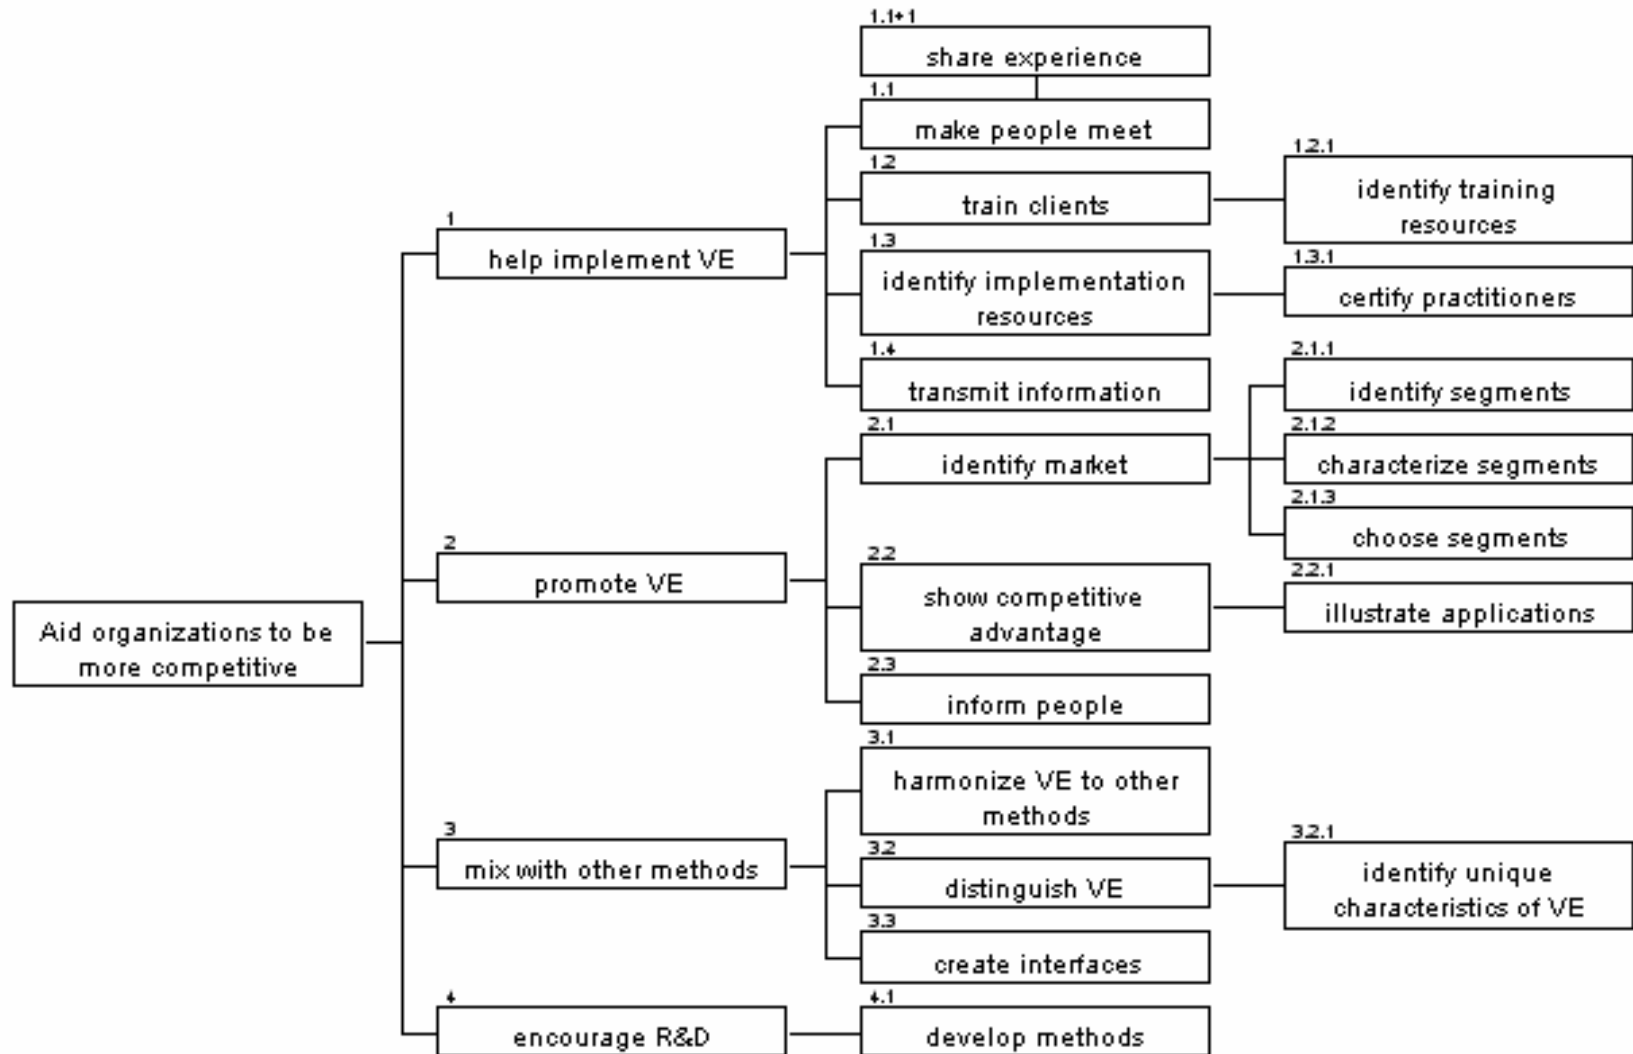 Aid organizations to be
more competitive
1
help implement VE
1.1+1
share experience
1.1
make people meet
1.2
train clients
1.2.1
identify training
resources
1.3
identify implementation
resources
1.3.1
certify practitioners
1.4
transmit information
2
promote VE
2.1
identify market
2.1.1
identify segments
2.1.2
characterize segments
2.1.3
choose segments
2.2
show competitive
advantage
2.2.1
illustrate applications
2.3
inform people
3
mix with other methods
3.1
harmonize VE to other
methods
3.2
distinguish VE
3.2.1
identify unique
characteristics of VE
3.3
create interfaces
4
encourage R&D
4.1
develop methods